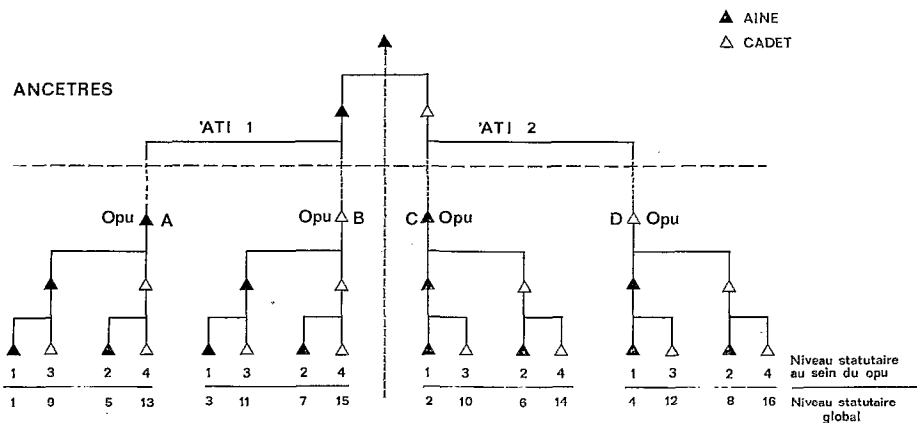 AINE
CADET
ANCETRES
'ATI 1
'ATI 2
Opu A
Opu B
C Opu
D Opu
1 3 2 4 1 3 2 4 1 3 2 4 1 3 2 4 Niveau statutaire au sein du opu
1 9 5 13 3 11 7 15 2 10 6 14 4 12 8 16 Niveau statutaire global